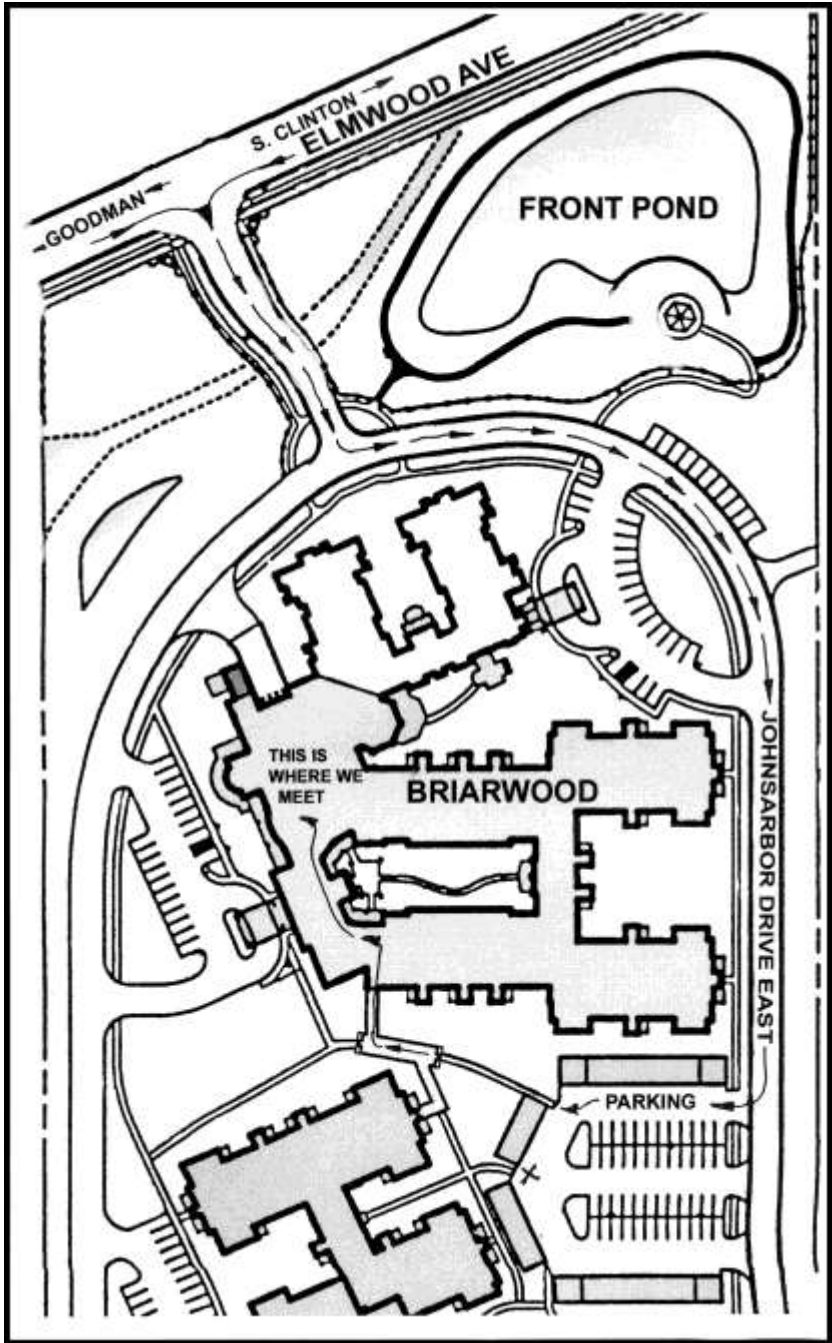 S. CLINTON
ELMWOOD AVE
GOODMAN
FRONT POND
THIS IS
WHERE WE
MEET
BRIARWOOD
JOHNSARBOR DRIVE EAST
PARKING